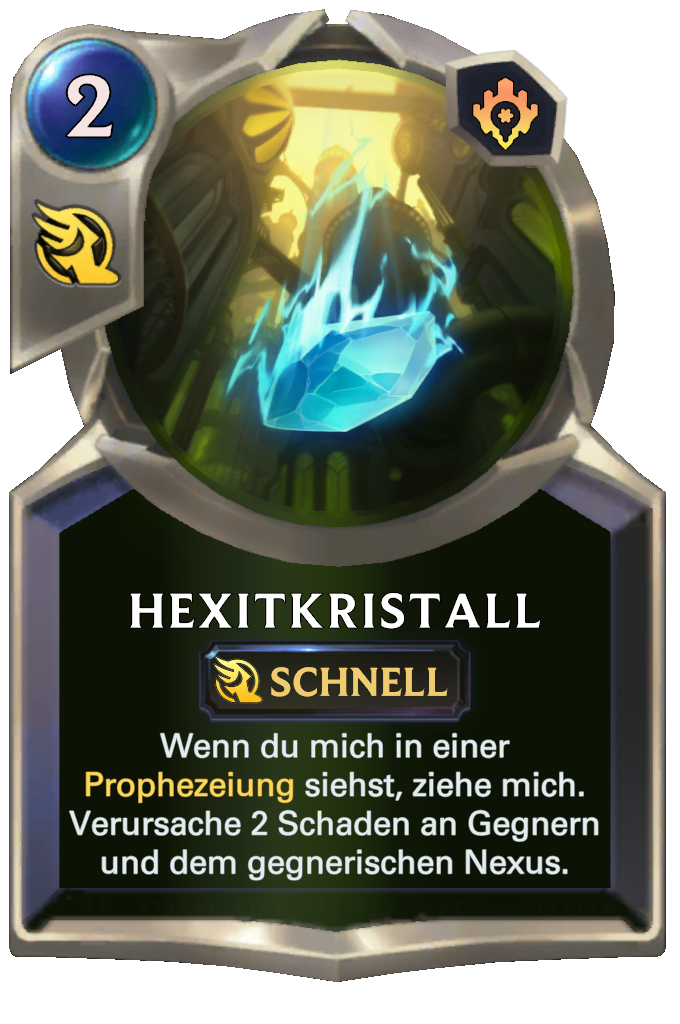 2
HEXITKRISTALL
SCHNELL
Wenn du mich in einer
Prophezeiung siehst, ziehe mich.
Verursache 2 Schaden an Gegnern
und dem gegnerischen Nexus.